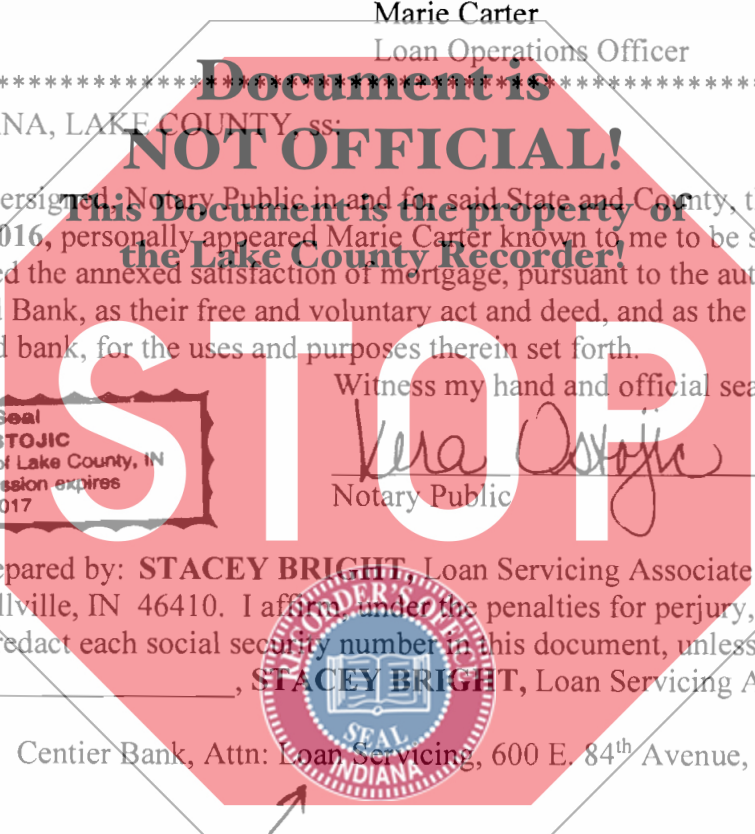 Marie Carter
Loan Operations Officer
Document is
NA, LAKE COUNTY, ss:
NOT OFFICIAL!
ersigned, Notary Public in and for said State and County, t
This Document is the property of
016, personally appeared Marie Carter known to me to be s
the Lake County Recorder!
ed the annexed satisfaction of mortgage, pursuant to the aut
l Bank, as their free and voluntary act and deed, and as the
d bank, for the uses and purposes therein set forth.
STOP
Witness my hand and official sea
Seal
STOJIC
of Lake County, IN
ssion expires
017
Vera Ostojic
Notary Public
epared by: STACEY BRIGHT, Loan Servicing Associate
llville, IN 46410. I affirm, under the penalties for perjury,
redact each social security number in this document, unless
, STACEY BRIGHT, Loan Servicing A
RECORDER'S OFFICE
SEAL
INDIANA
Centier Bank, Attn: Loan Servicing, 600 E. 84th Avenue,